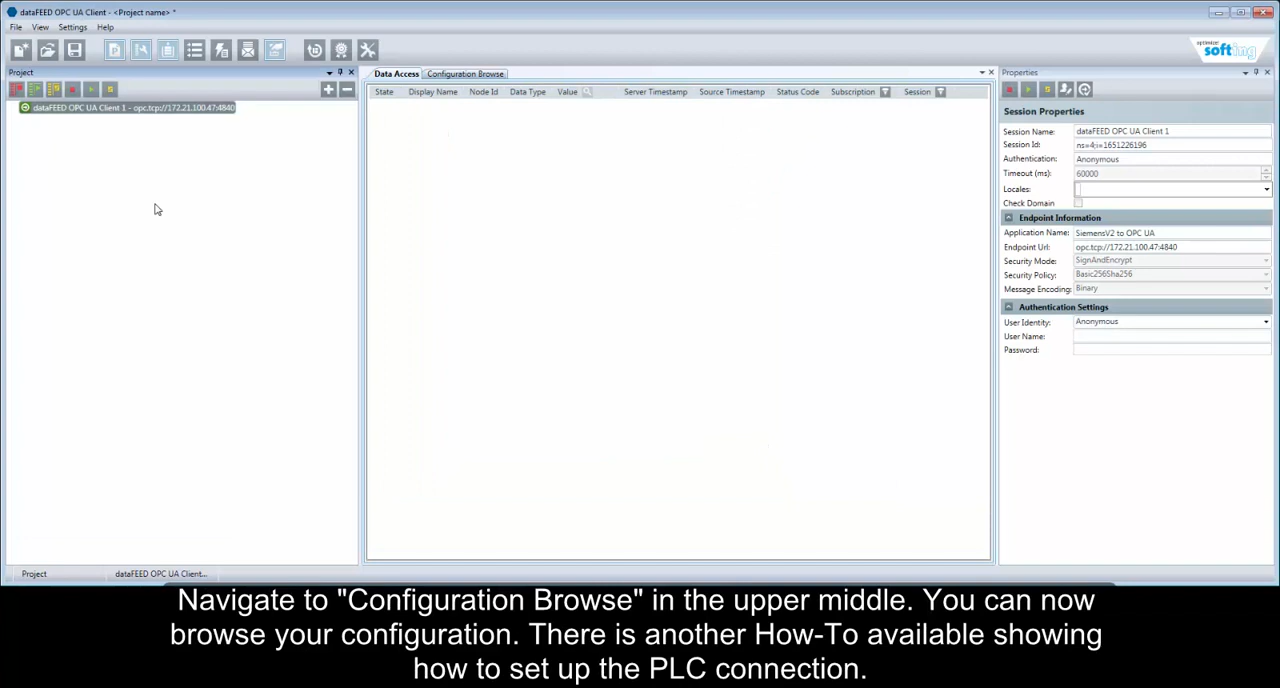 dataFEED OPC UA Client - <Project name> *
File View Settings Help
optimize!
softing
Project
dataFEED OPC UA Client 1 - opc.tcp://172.21.100.47:4840
Data Access Configuration Browse
State Display Name Node Id Data Type Value Server Timestamp Source Timestamp Status Code Subscription Session
Properties
Session Properties
Session Name: dataFEED OPC UA Client 1
Session Id: ns=4;i=1651226196
Authentication: Anonymous
Timeout (ms): 60000
Locales:
Check Domain
Endpoint Information
Application Name: SiemensV2 to OPC UA
Endpoint Url: opc.tcp://172.21.100.47:4840
Security Mode: SignAndEncrypt
Security Policy: Basic256Sha256
Message Encoding: Binary
Authentication Settings
User Identity: Anonymous
User Name:
Password:
Project dataFEED OPC UA Client...
Navigate to "Configuration Browse" in the upper middle. You can now
browse your configuration. There is another How-To available showing
how to set up the PLC connection.